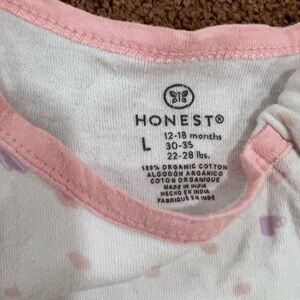 HONEST®
L
12-18 months
30-35
22-28 lbs.
100% ORGANIC COTTON
ALGODÓN ARGÁNICO
COTON ORGANIQUE
MADE IN INDIA
HECHO EN INDIA
FABRIQUÉ EN INDE